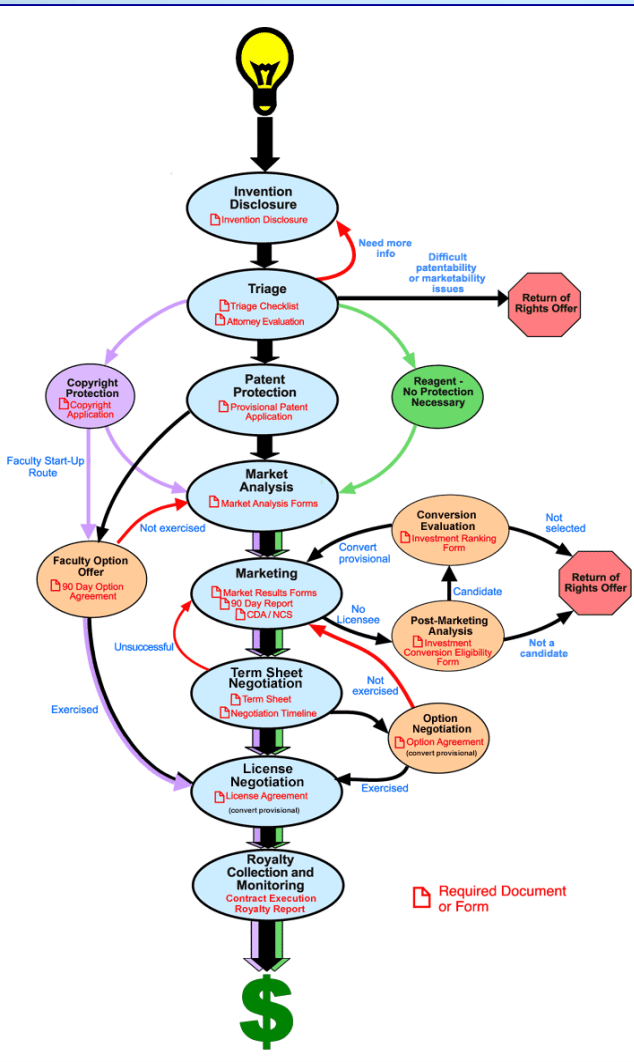 Invention
Disclosure
Invention Disclosure
Need more
info
Difficult
patentability
or marketability
issues
Triage
Triage Checklist
Attorney Evaluation
Return of
Rights Offer
Copyright
Protection
Copyright
Application
Patent
Protection
Provisional Patent
Application
Reagent -
No Protection
Necessary
Faculty Start-Up
Route
Market
Analysis
Market Analysis Forms
Not exercised
Conversion
Evaluation
Investment Ranking
Form
Not
selected
Convert
provisional
Faculty Option
Offer
90 Day Option
Agreement
Marketing
Market Results Forms
90 Day Report
CDA / NCS
Candidate
Return of
Rights Offer
No
Licensee
Post-Marketing
Analysis
Investment
Conversion Eligibility
Form
Not a
candidate
Unsuccessful
Term Sheet
Negotiation
Term Sheet
Negotiation Timeline
Not
exercised
Exercised
Option
Negotiation
Option Agreement
(convert provisional)
License
Negotiation
License Agreement
(convert provisional)
Exercised
Royalty
Collection and
Monitoring
Contract Execution
Royalty Report
Required Document
or Form
$